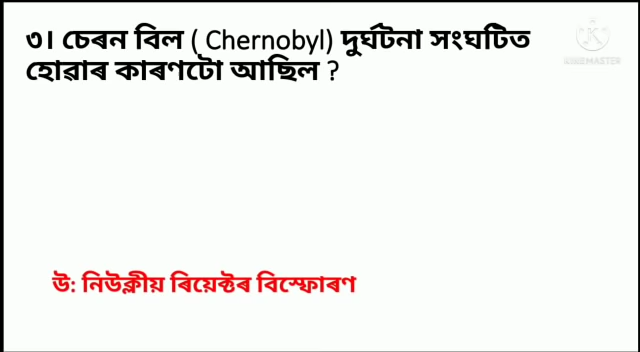 ৩। চেৰন বিল ( Chernobyl) দুৰ্ঘটনা সংঘটিত
হোৱাৰ কাৰণটো আছিল ?
KINEMASTER
উ: নিউক্লীয় ৰিয়েক্টৰ বিস্ফোৰণ